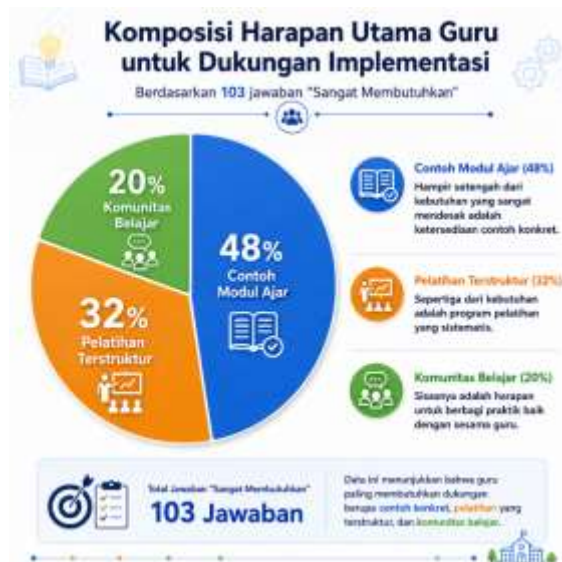 Komposisi Harapan Utama Guru
untuk Dukungan Implementasi
Berdasarkan 103 jawaban "Sangat Membutuhkan"
20%
Komunitas
Belajar
48%
Contoh
Modul Ajar
32%
Pelatihan
Terstruktur
Contoh Modul Ajar (48%)
Hampir setengah dari
kebutuhan yang sangat
mendesak adalah
ketersediaan contoh konkret.
Pelatihan Terstruktur (32%)
Sepertiga dari kebutuhan
adalah program pelatihan
yang sistematis.
Komunitas Belajar (20%)
Sisanya adalah harapan
untuk berbagi praktik baik
dengan sesama guru.
Total Jawaban "Sangat Membutuhkan"
103 Jawaban
Data ini menunjukkan bahwa guru
paling membutuhkan dukungan
berupa contoh konkret, pelatihan yang
terstruktur, dan komunitas belajar.